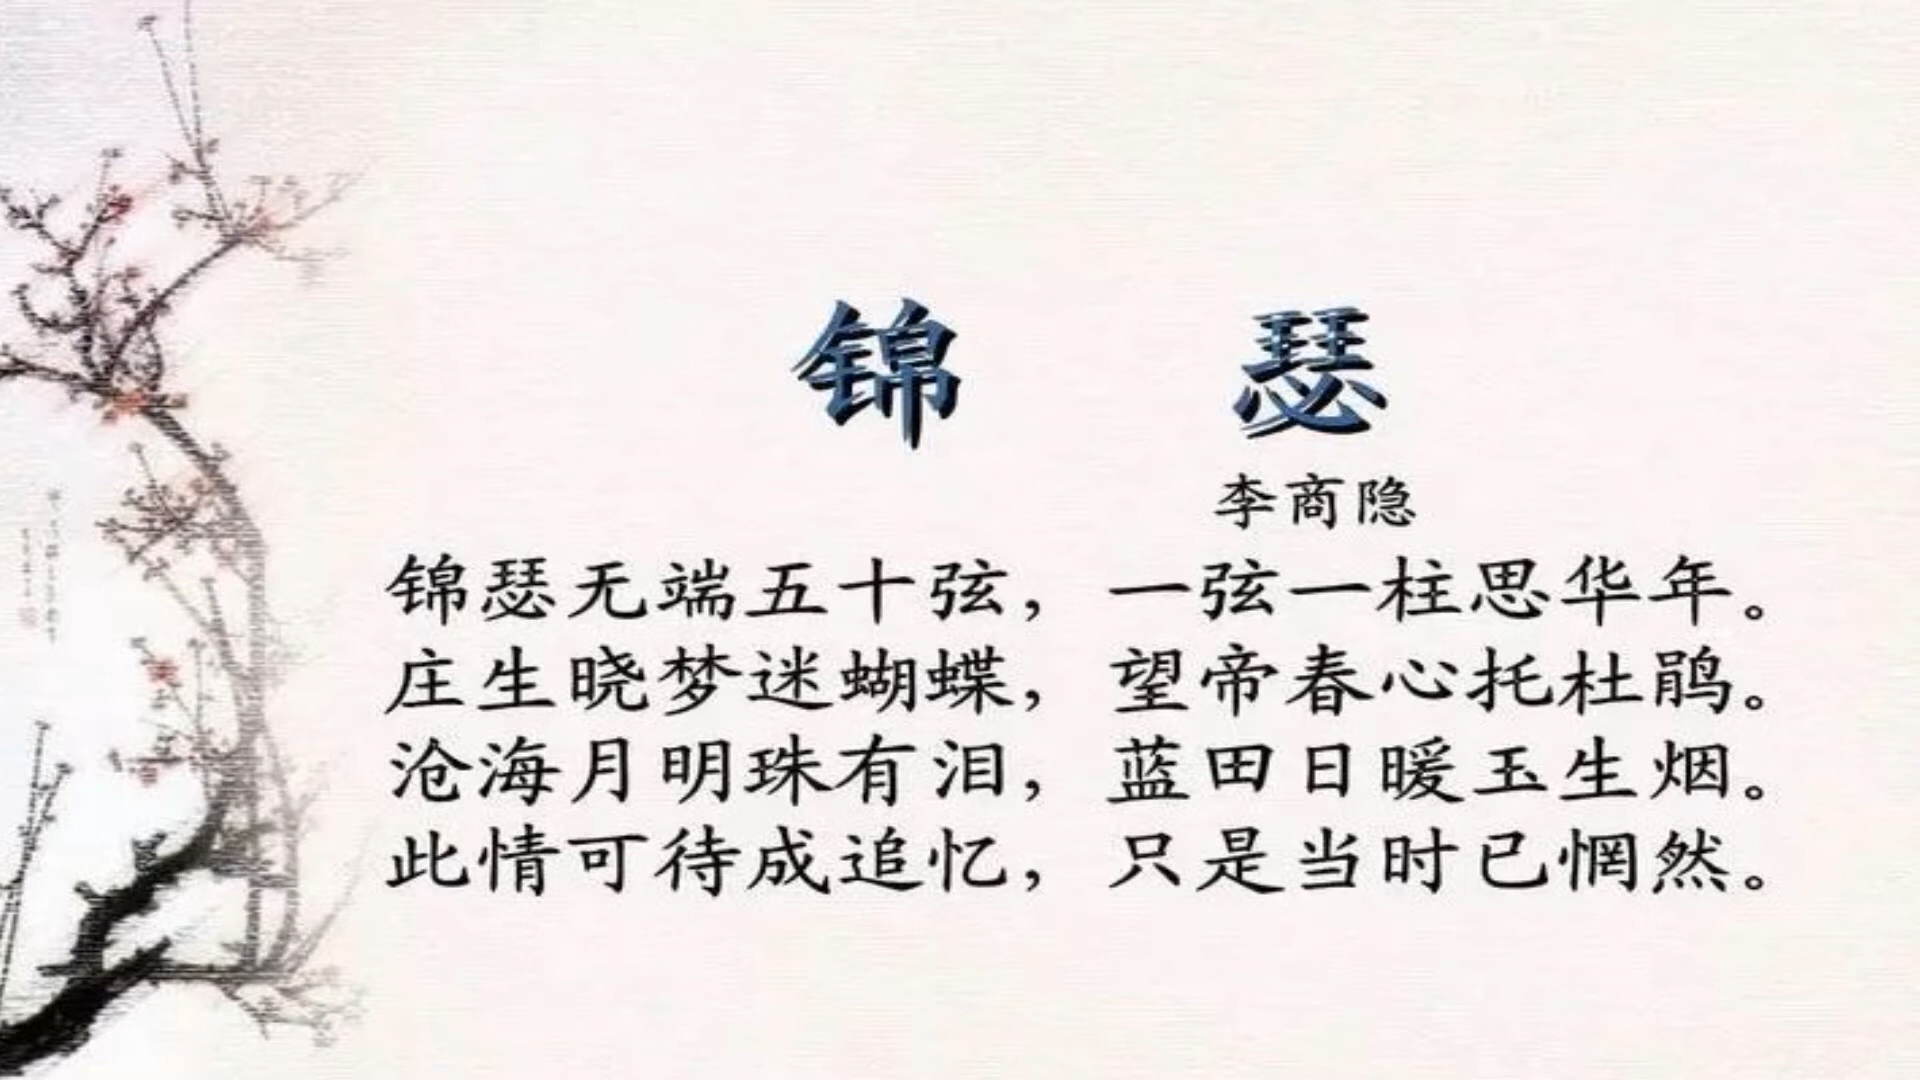 锦 瑟
李商隐
锦瑟无端五十弦，一弦一柱思华年。
庄生晓梦迷蝴蝶，望帝春心托杜鹃。
沧海月明珠有泪，蓝田日暖玉生烟。
此情可待成追忆，只是当时已惘然。